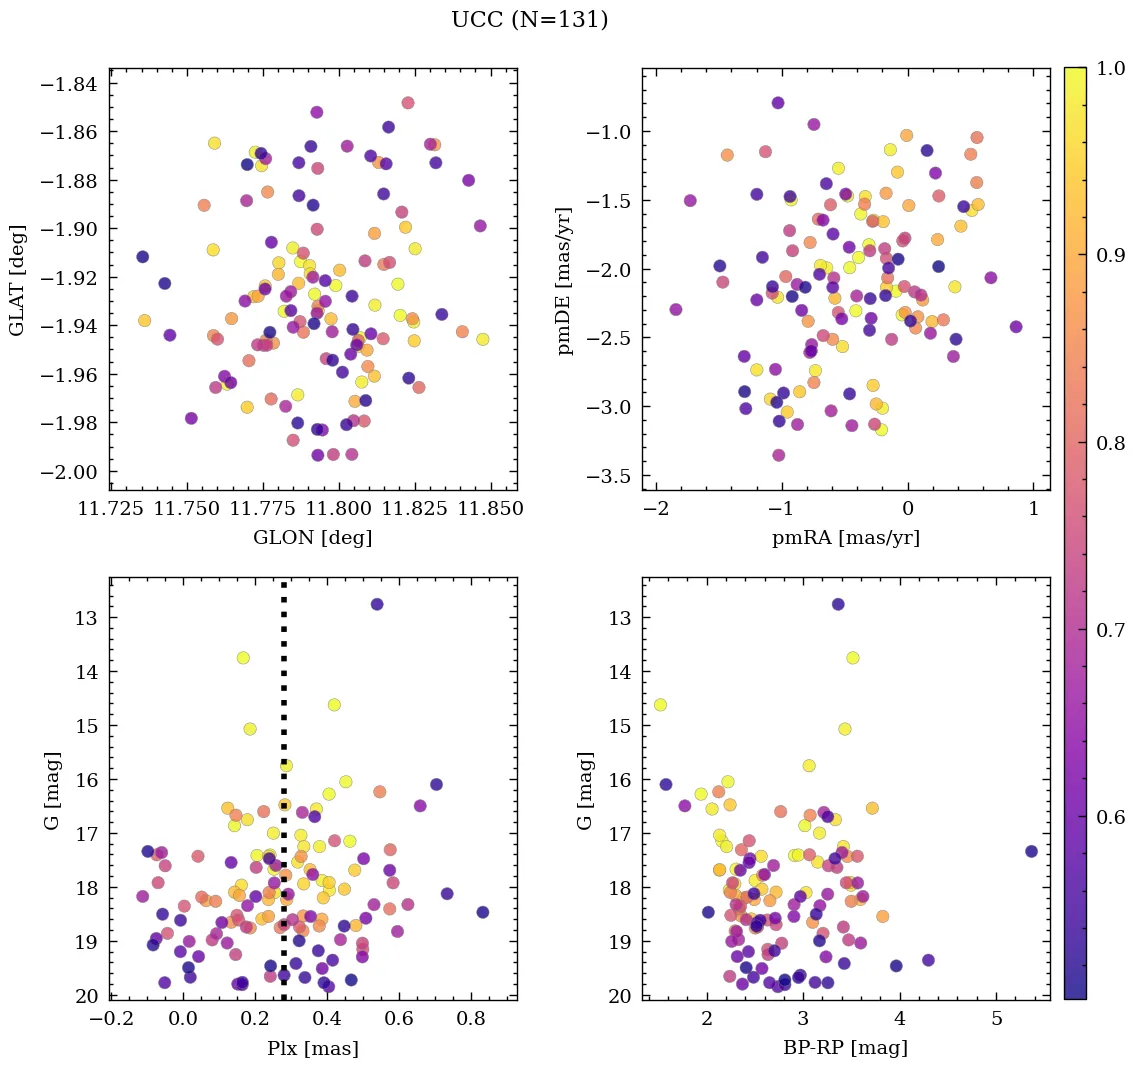 UCC (N=131)
−1.84
−1.86
−1.88
−1.90
−1.92
−1.94
−1.96
−1.98
−2.00
GLAT [deg]
11.725 11.750 11.775 11.800 11.825 11.850
GLON [deg]
−1.0
−1.5
−2.0
−2.5
−3.0
−3.5
pmDE [mas/yr]
−2 −1 0 1
pmRA [mas/yr]
13
14
15
16
17
18
19
20
G [mag]
−0.2 0.0 0.2 0.4 0.6 0.8
Plx [mas]
13
14
15
16
17
18
19
20
G [mag]
2 3 4 5
BP-RP [mag]
1.0
0.9
0.8
0.7
0.6